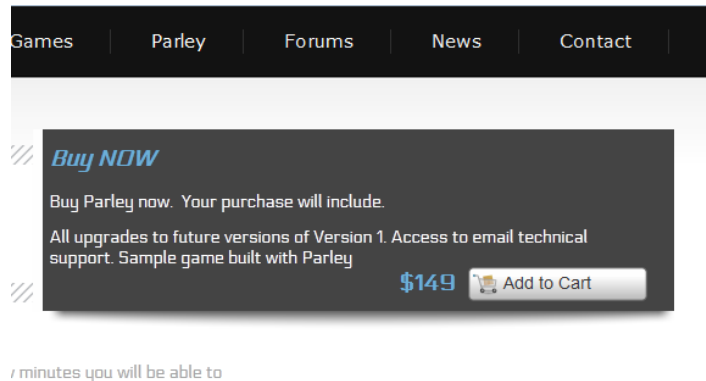 Games Parley Forums News Contact
Buy NOW
Buy Parley now. Your purchase will include.
All upgrades to future versions of Version 1. Access to email technical
support. Sample game built with Parley
$149 Add to Cart
minutes you will be able to